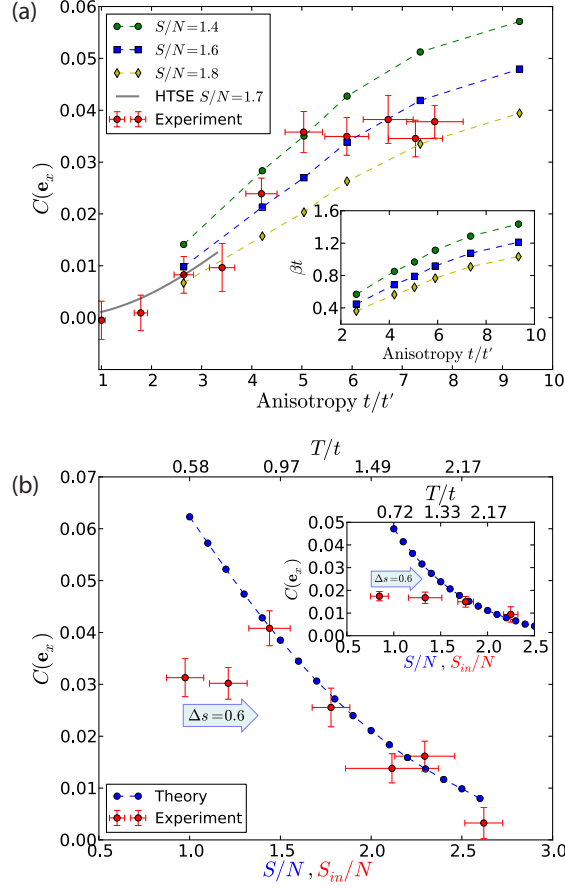 (a)
0.06
0.05
0.04
0.03
0.02
0.01
0.00
C(𝐞ₓ)
S/N=1.4
S/N=1.6
S/N=1.8
HTSE S/N=1.7
Experiment
1.6
1.2
0.8
0.4
βt
2 4 6 8 10
Anisotropy t/t′
1 2 3 4 5 6 7 8 9
Anisotropy t/t′
T/t
0.58 0.97 1.49 2.17
(b)
0.07
0.06
0.05
0.04
0.03
0.02
0.01
0.00
C(𝐞ₓ)
T/t
0.72 1.33 2.17
0.05
0.04
0.03
0.02
0.01
0.00
C(𝐞ₓ)
Δs=0.6
0.5 1.0 1.5 2.0 2.5
S/N , S_in/N
Δs=0.6
Theory
Experiment
0.5 1.0 1.5 2.0 2.5 3.0
S/N , S_in/N